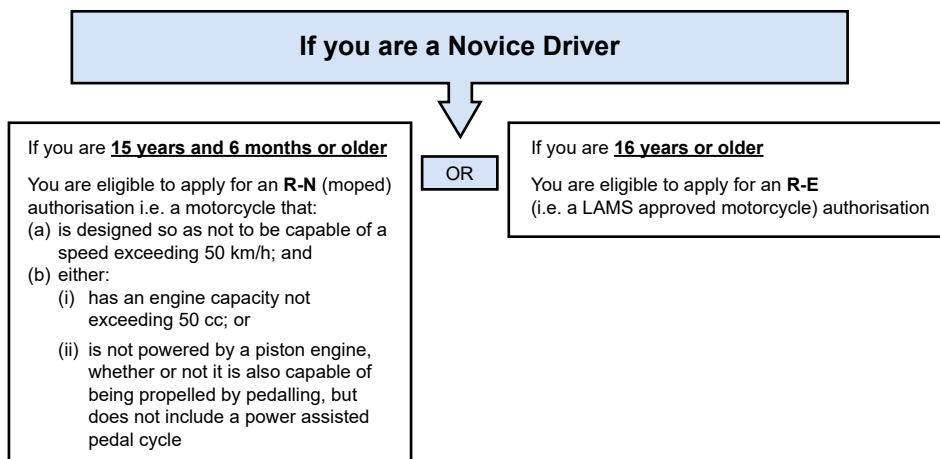 If you are a Novice Driver
If you are 15 years and 6 months or older
You are eligible to apply for an R-N (moped)
authorisation i.e. a motorcycle that:
(a) is designed so as not to be capable of a
speed exceeding 50 km/h; and
(b) either:
(i) has an engine capacity not
exceeding 50 cc; or
(ii) is not powered by a piston engine,
whether or not it is also capable of
being propelled by pedalling, but
does not include a power assisted
pedal cycle
OR
If you are 16 years or older
You are eligible to apply for an R-E
(i.e. a LAMS approved motorcycle) authorisation